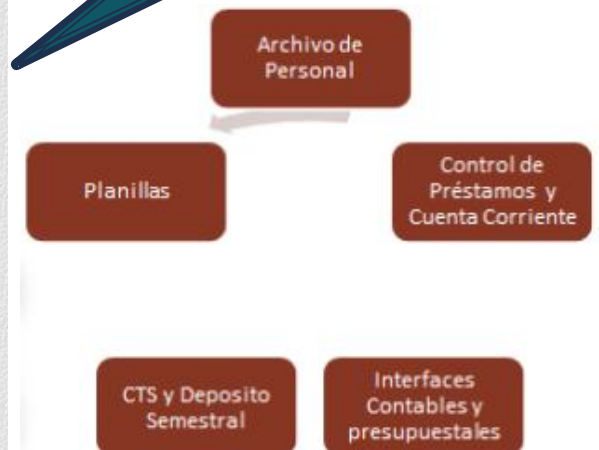 Archivo de
Personal
Planillas
Control de
Préstamos y
Cuenta Corriente
CTS y Deposito
Semestral
Interfaces
Contables y
presupuestales